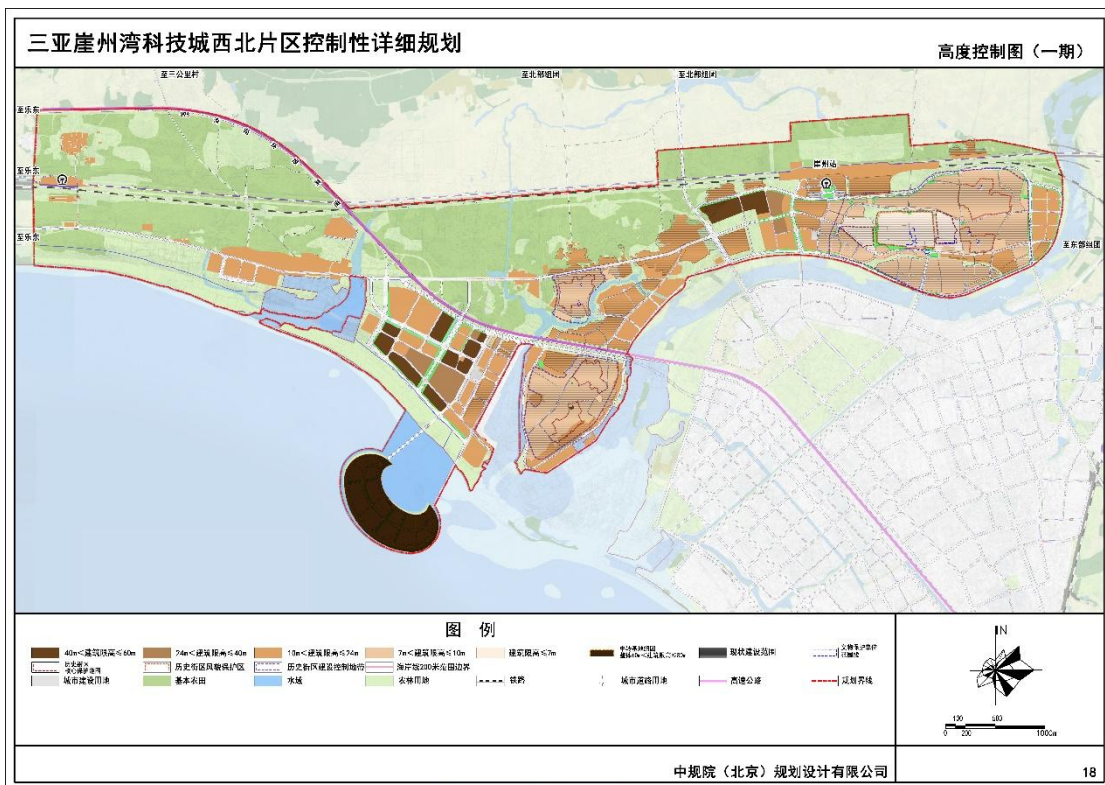 三亚崖州湾科技城西北片区控制性详细规划
高度控制图（一期）
至三公里村
至北部组团
至北部组团
至乐东
至乐东
崖州站
至乐东
至东部组团
图 例
40m＜建筑限高≤60m
24m＜建筑限高≤40m
10m＜建筑限高≤24m
7m＜建筑限高≤10m
建筑限高≤7m
现状建设范围
历史街区风貌保护区
历史街区建设控制地带
海岸线200米范围边界
城市建设用地
基本农田
水域
农林用地
铁路
城市道路用地
高速公路
规划界线
N
100 500
0 200 1000m
中规院（北京）规划设计有限公司
18